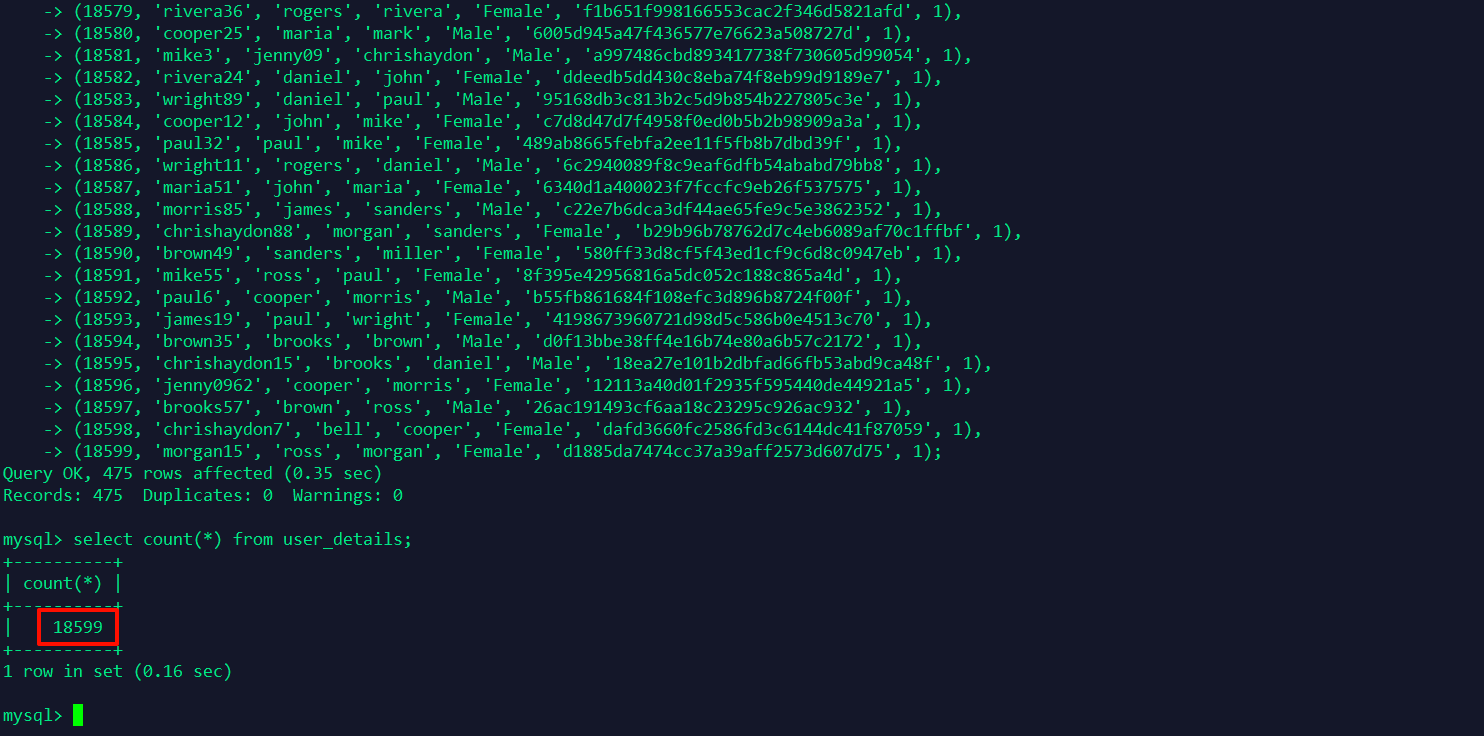 -> (18579, 'rivera36', 'rogers', 'rivera', 'Female', 'f1b651f998166553cac2f346d5821afd', 1),
-> (18580, 'cooper25', 'maria', 'mark', 'Male', '6005d945a47f436577e76623a508727d', 1),
-> (18581, 'mike3', 'jenny09', 'chrishaydon', 'Male', 'a997486cbd893417738f730605d99054', 1),
-> (18582, 'rivera24', 'daniel', 'john', 'Female', 'ddeedb5dd430c8eba74f8eb99d9189e7', 1),
-> (18583, 'wright89', 'daniel', 'paul', 'Male', '95168db3c813b2c5d9b854b227805c3e', 1),
-> (18584, 'cooper12', 'john', 'mike', 'Female', 'c7d8d47d7f4958f0ed0b5b2b98909a3a', 1),
-> (18585, 'paul32', 'paul', 'mike', 'Female', '489ab8665febfa2ee11f5fb8b7dbd39f', 1),
-> (18586, 'wright11', 'rogers', 'daniel', 'Male', '6c2940089f8c9eaf6dfb54ababd79bb8', 1),
-> (18587, 'maria51', 'john', 'maria', 'Female', '6340d1a400023f7fccfc9eb26f537575', 1),
-> (18588, 'morris85', 'james', 'sanders', 'Male', 'c22e7b6dca3df44ae65fe9c5e3862352', 1),
-> (18589, 'chrishaydon88', 'morgan', 'sanders', 'Female', 'b29b96b78762d7c4eb6089af70c1ffbf', 1),
-> (18590, 'brown49', 'sanders', 'miller', 'Female', '580ff33d8cf5f43ed1cf9c6d8c0947eb', 1),
-> (18591, 'mike55', 'ross', 'paul', 'Female', '8f395e42956816a5dc052c188c865a4d', 1),
-> (18592, 'paul6', 'cooper', 'morris', 'Male', 'b55fb861684f108efc3d896b8724f00f', 1),
-> (18593, 'james19', 'paul', 'wright', 'Female', '4198673960721d98d5c586b0e4513c70', 1),
-> (18594, 'brown35', 'brooks', 'brown', 'Male', 'd0f13bbe38ff4e16b74e80a6b57c2172', 1),
-> (18595, 'chrishaydon15', 'brooks', 'daniel', 'Male', '18ea27e101b2dbfad66fb53abd9ca48f', 1),
-> (18596, 'jenny0962', 'cooper', 'morris', 'Female', '12113a40d01f2935f595440de44921a5', 1),
-> (18597, 'brooks57', 'brown', 'ross', 'Male', '26ac191493cf6aa18c23295c926ac932', 1),
-> (18598, 'chrishaydon7', 'bell', 'cooper', 'Female', 'dafd3660fc2586fd3c6144dc41f87059', 1),
-> (18599, 'morgan15', 'ross', 'morgan', 'Female', 'd1885da7474cc37a39aff2573d607d75', 1);
Query OK, 475 rows affected (0.35 sec)
Records: 475  Duplicates: 0  Warnings: 0
mysql> select count(*) from user_details;
+----------+
| count(*) |
+----------+
|    18599
+----------+
1 row in set (0.16 sec)
mysql>